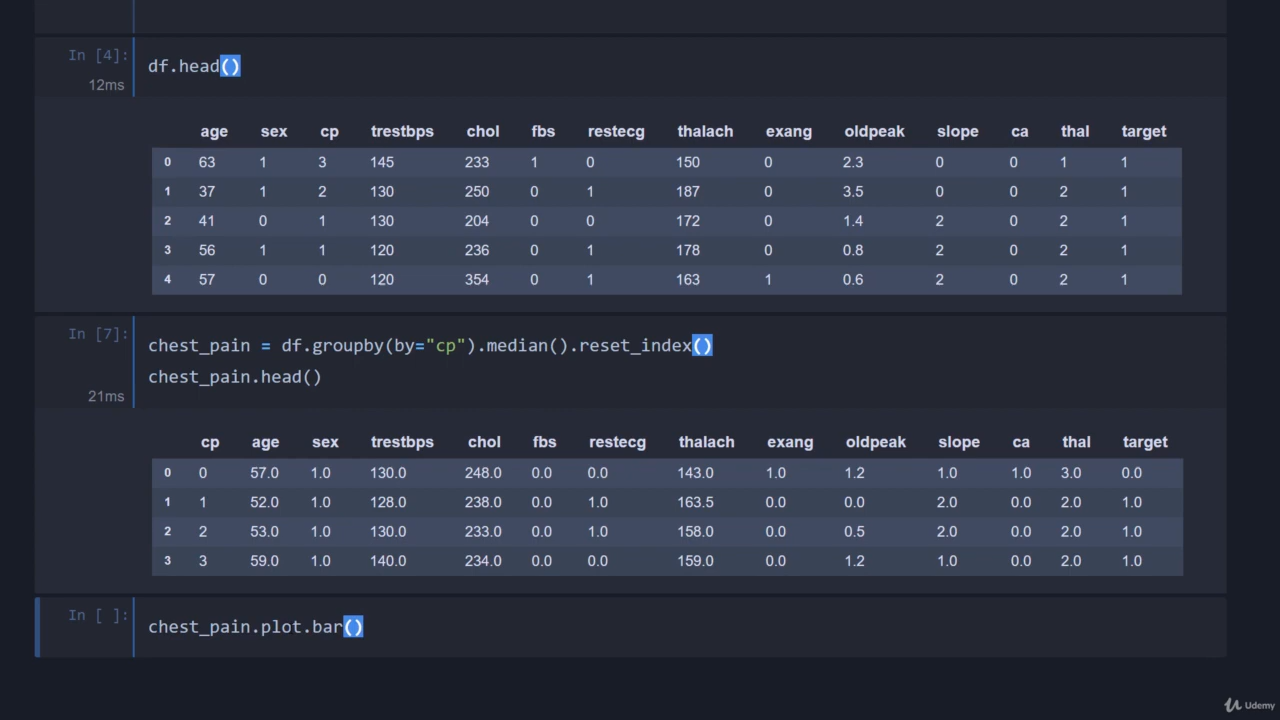 In [4]:
df.head()
12ms
age sex cp trestbps chol fbs restecg thalach exang oldpeak slope ca thal target
0 63 1 3 145 233 1 0 150 0 2.3 0 0 1 1
1 37 1 2 130 250 0 1 187 0 3.5 0 0 2 1
2 41 0 1 130 204 0 0 172 0 1.4 2 0 2 1
3 56 1 1 120 236 0 1 178 0 0.8 2 0 2 1
4 57 0 0 120 354 0 1 163 1 0.6 2 0 2 1
In [7]:
chest_pain = df.groupby(by="cp").median().reset_index()
chest_pain.head()
21ms
cp age sex trestbps chol fbs restecg thalach exang oldpeak slope ca thal target
0 0 57.0 1.0 130.0 248.0 0.0 0.0 143.0 1.0 1.2 1.0 1.0 3.0 0.0
1 1 52.0 1.0 128.0 238.0 0.0 1.0 163.5 0.0 0.0 2.0 0.0 2.0 1.0
2 2 53.0 1.0 130.0 233.0 0.0 1.0 158.0 0.0 0.5 2.0 0.0 2.0 1.0
3 3 59.0 1.0 140.0 234.0 0.0 0.0 159.0 0.0 1.2 1.0 0.0 2.0 1.0
In [ ]:
chest_pain.plot.bar()
Udemy